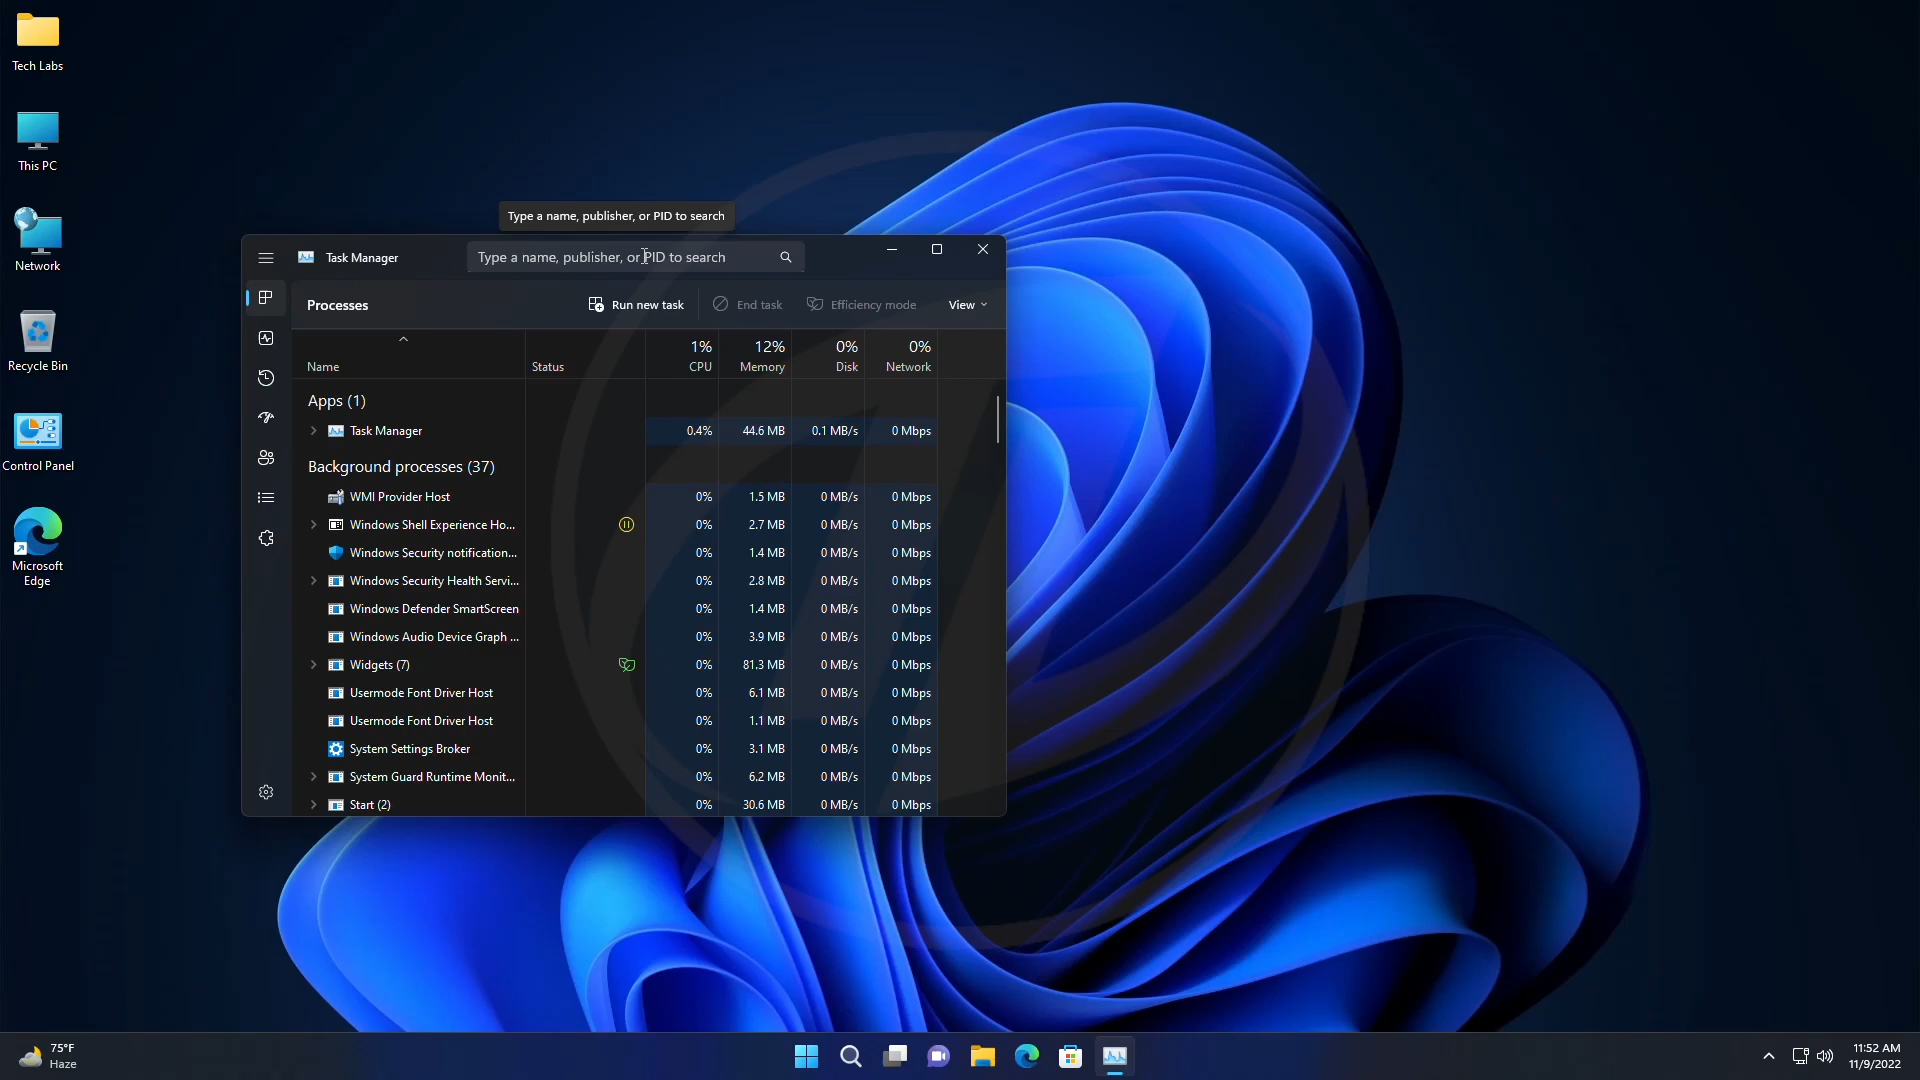 Tech Labs
This PC
Network
Recycle Bin
Control Panel
Microsoft
Edge
Type a name, publisher, or PID to search
Task Manager
Type a name, publisher, or PID to search
Processes
Run new task
End task
Efficiency mode
View
1% 12% 0% 0%
Name Status CPU Memory Disk Network
Apps (1)
Task Manager 0.4% 44.6 MB 0.1 MB/s 0 Mbps
Background processes (37)
WMI Provider Host 0% 1.5 MB 0 MB/s 0 Mbps
Windows Shell Experience Ho... 0% 2.7 MB 0 MB/s 0 Mbps
Windows Security notification... 0% 1.4 MB 0 MB/s 0 Mbps
Windows Security Health Servi... 0% 2.8 MB 0 MB/s 0 Mbps
Windows Defender SmartScreen 0% 1.4 MB 0 MB/s 0 Mbps
Windows Audio Device Graph ... 0% 3.9 MB 0 MB/s 0 Mbps
Widgets (7) 0% 81.3 MB 0 MB/s 0 Mbps
Usermode Font Driver Host 0% 6.1 MB 0 MB/s 0 Mbps
Usermode Font Driver Host 0% 1.1 MB 0 MB/s 0 Mbps
System Settings Broker 0% 3.1 MB 0 MB/s 0 Mbps
System Guard Runtime Monit... 0% 6.2 MB 0 MB/s 0 Mbps
Start (2) 0% 30.6 MB 0 MB/s 0 Mbps
75°F
Haze
11:52 AM
11/9/2022